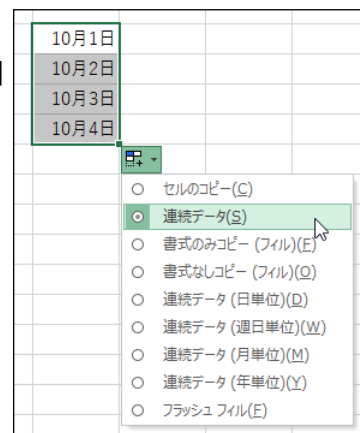 10月1日
10月2日
10月3日
10月4日
セルのコピー(C)
連続データ(S)
書式のみコピー (フィル)(F)
書式なしコピー (フィル)(O)
連続データ (日単位)(D)
連続データ (週日単位)(W)
連続データ (月単位)(M)
連続データ (年単位)(Y)
フラッシュ フィル(F)